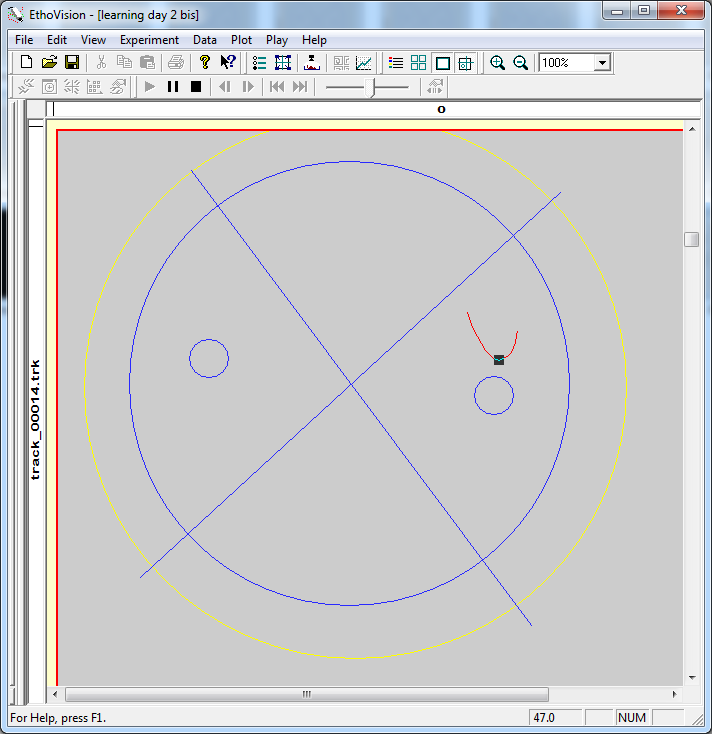 EthoVision - [learning day 2 bis]
File Edit View Experiment Data Plot Play Help
100%
o
track_00014.trk
For Help, press F1.
47.0
NUM